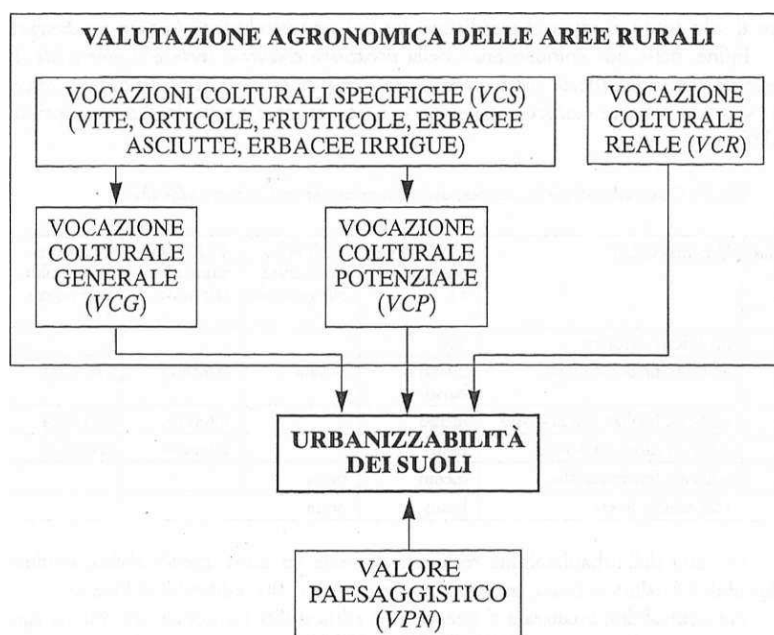 VALUTAZIONE AGRONOMICA DELLE AREE RURALI
VOCAZIONI COLTURALI SPECIFICHE (VCS)
(VITE, ORTICOLE, FRUTTICOLE, ERBACEE
ASCIUTTE, ERBACEE IRRIGUE)
VOCAZIONE
COLTURALE
REALE (VCR)
VOCAZIONE
COLTURALE
GENERALE
(VCG)
VOCAZIONE
COLTURALE
POTENZIALE
(VCP)
URBANIZZABILITÀ
DEI SUOLI
VALORE
PAESAGGISTICO
(VPN)